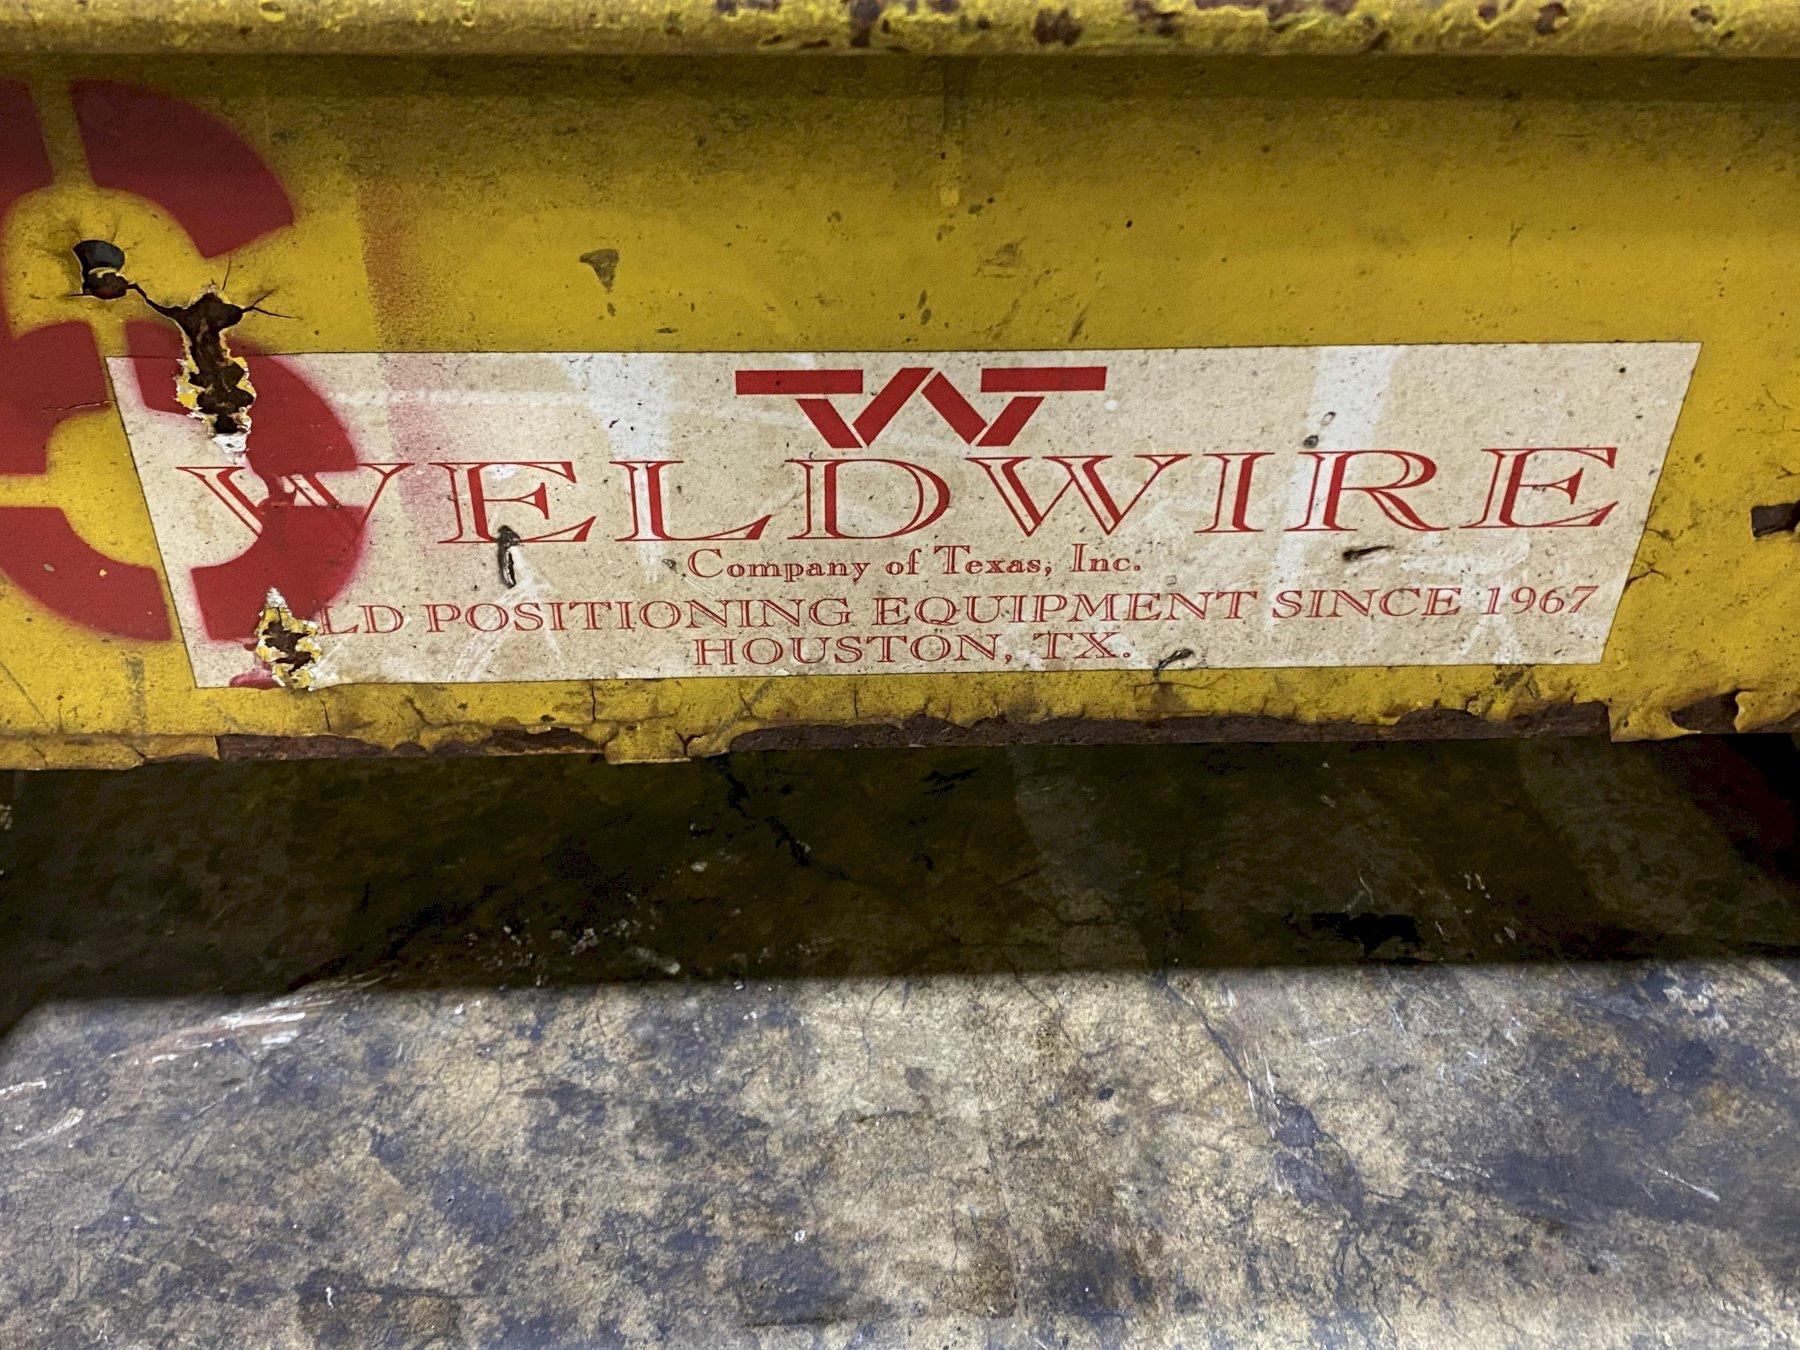 WELDWIRE
Company of Texas, Inc.
LD POSITIONING EQUIPMENT SINCE 1967
HOUSTON, TX.